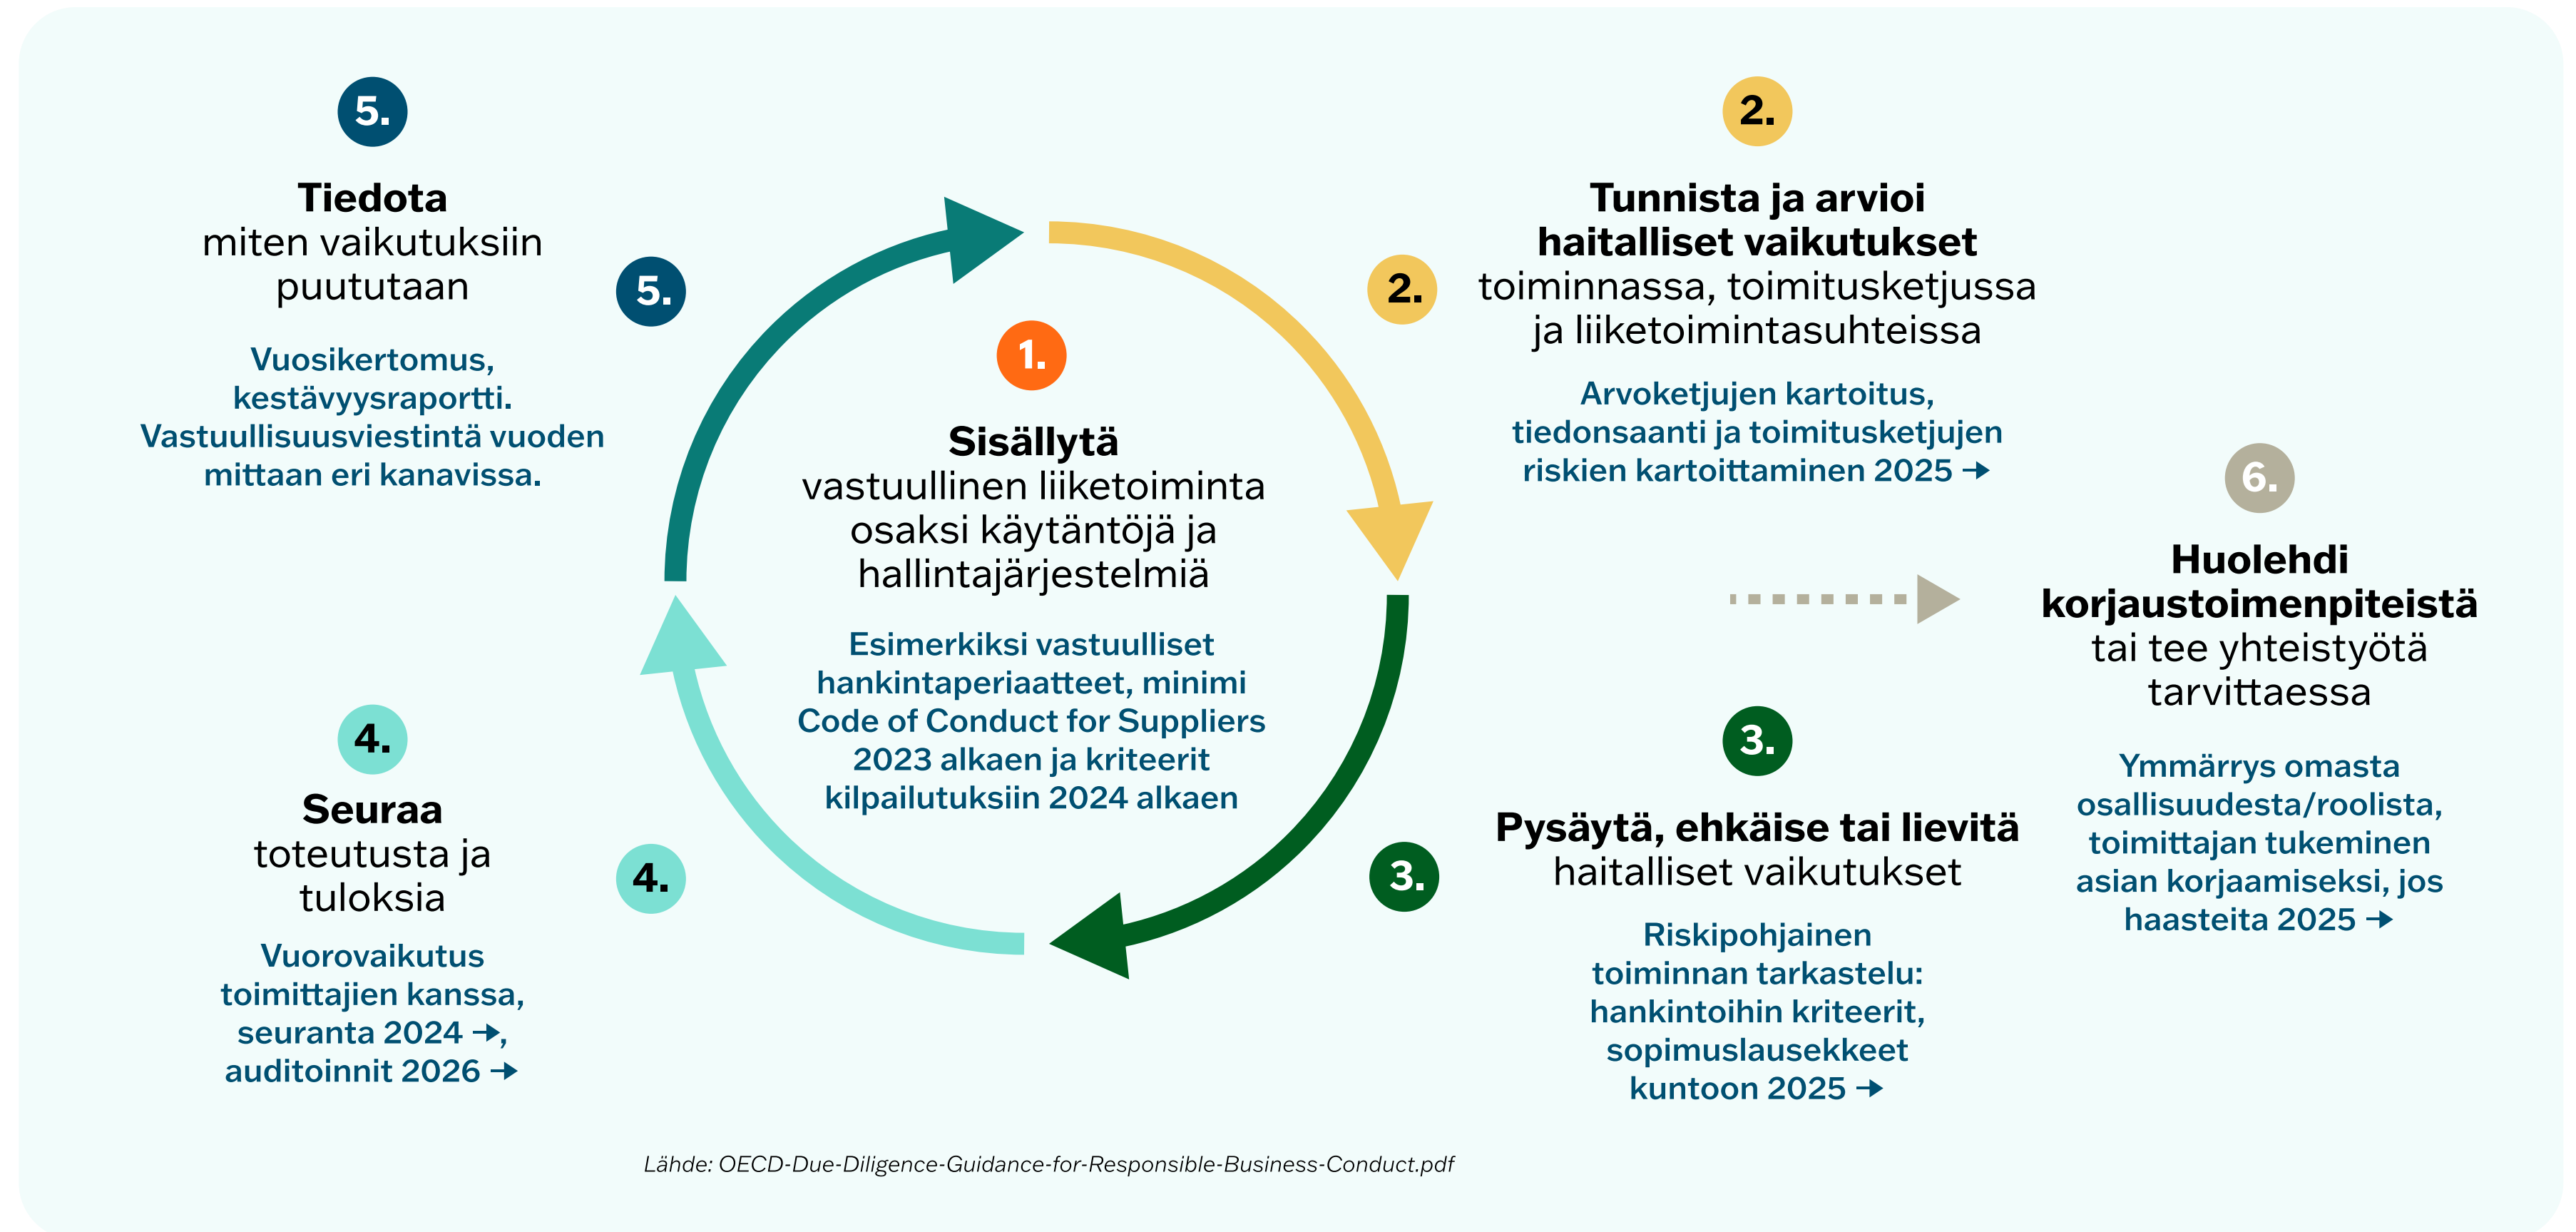 5.
Tiedota
miten vaikutuksiin
puututaan
Vuosikertomus,
kestävyysraportti.
Vastuullisuusviestintä vuoden
mittaan eri kanavissa.
5.
1.
Sisällytä
vastuullinen liiketoiminta
osaksi käytäntöjä ja
hallintajärjestelmiä
Esimerkiksi vastuulliset
hankintaperiaatteet, minimi
Code of Conduct for Suppliers
2023 alkaen ja kriteerit
kilpailutuksiin 2024 alkaen
2.
2.
Tunnista ja arvioi
haitalliset vaikutukset
toiminnassa, toimitusketjussa
ja liiketoimintasuhteissa
Arvoketjujen kartoitus,
tiedonsaanti ja toimitusketjujen
riskien kartoittaminen 2025 →
3.
3.
Pysäytä, ehkäise tai lievitä
haitalliset vaikutukset
Riskipohjainen
toiminnan tarkastelu:
hankintoihin kriteerit,
sopimuslausekkeet
kuntoon 2025 →
4.
Seuraa
toteutusta ja
tuloksia
Vuorovaikutus
toimittajien kanssa,
seuranta 2024 →,
auditoinnit 2026 →
4.
6.
Huolehdi
korjaustoimenpiteistä
tai tee yhteistyötä
tarvittaessa
Ymmärrys omasta
osallisuudesta/roolista,
toimittajan tukeminen
asian korjaamiseksi, jos
haasteita 2025 →
Lähde: OECD-Due-Diligence-Guidance-for-Responsible-Business-Conduct.pdf